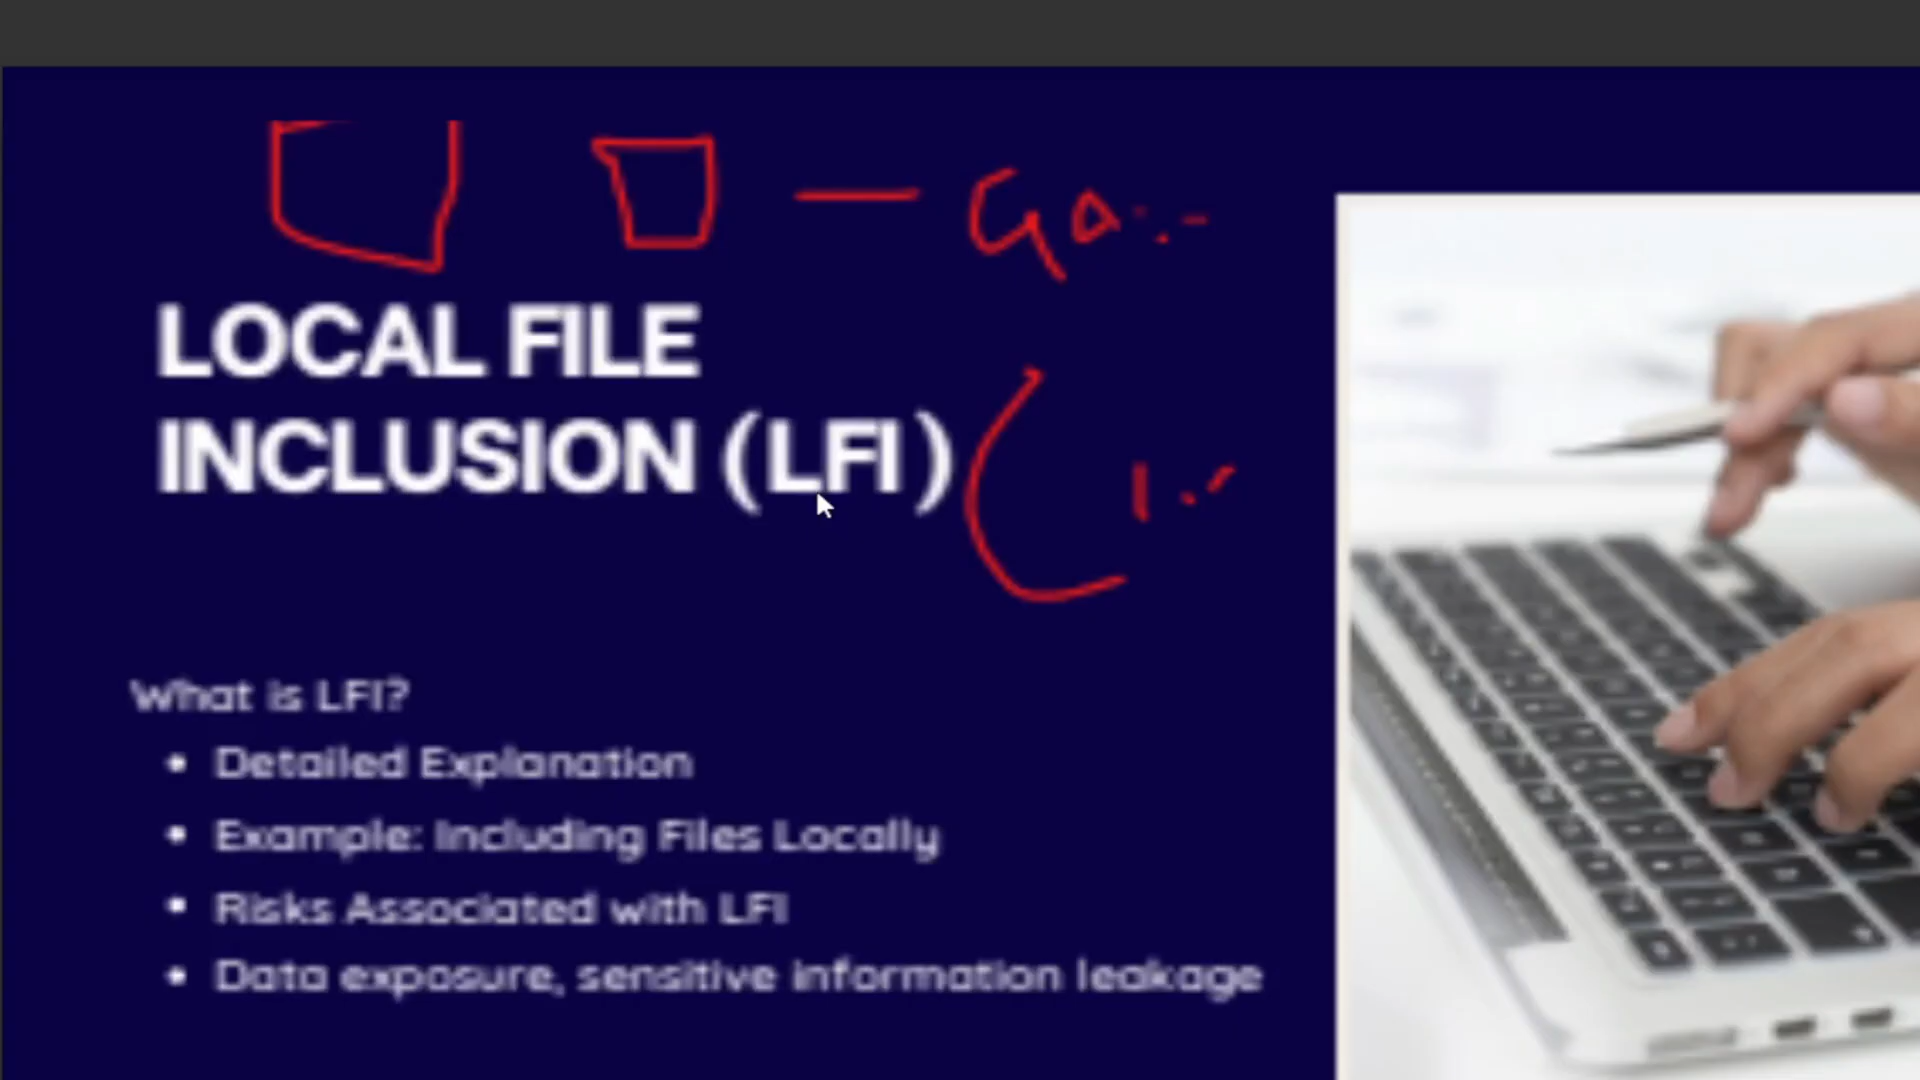 LOCAL FILE
INCLUSION (LFI)
What is LFI?
• Detailed Explanation
• Example: Including Files Locally
• Risks Associated with LFI
• Data exposure, sensitive information leakage